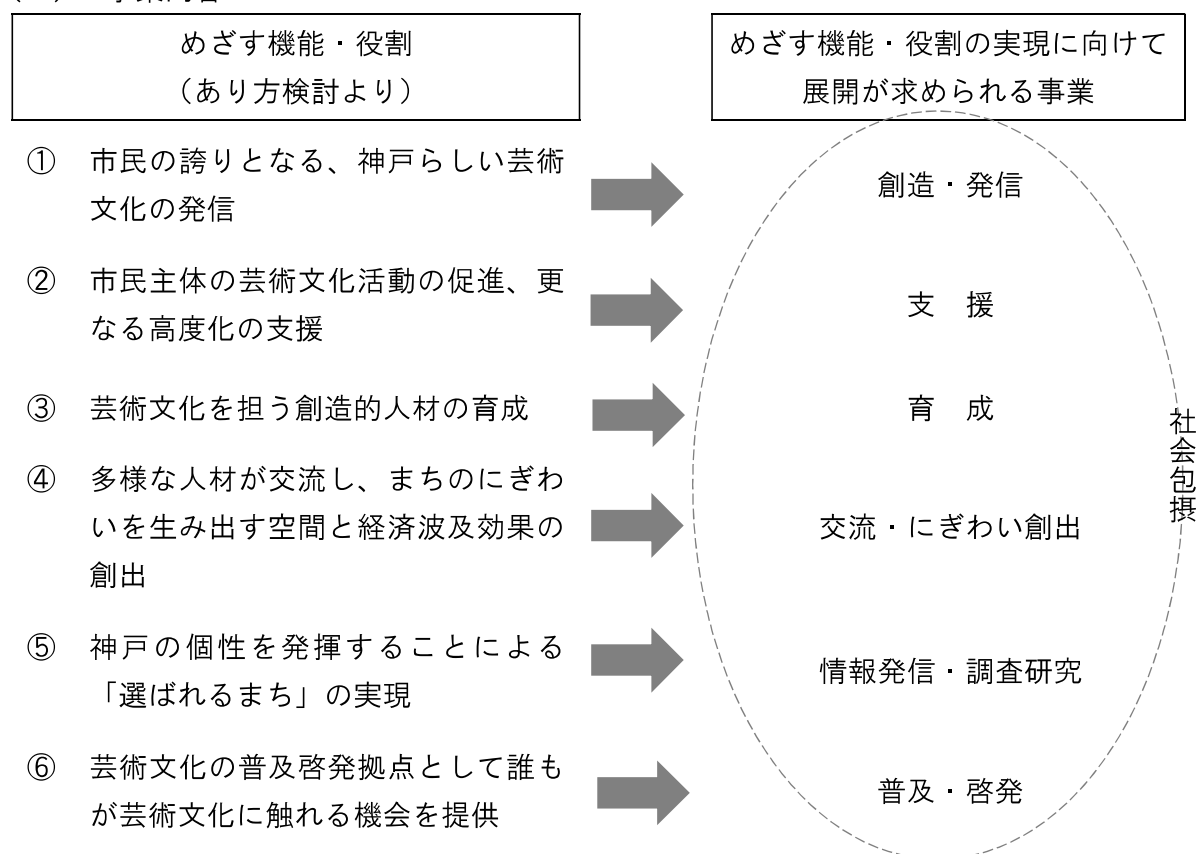 めざす機能・役割
（あり方検討より）
めざす機能・役割の実現に向けて
展開が求められる事業
① 市民の誇りとなる、神戸らしい芸術
文化の発信
創造・発信
② 市民主体の芸術文化活動の促進、更
なる高度化の支援
支　援
③ 芸術文化を担う創造的人材の育成
育　成
④ 多様な人材が交流し、まちのにぎわ
いを生み出す空間と経済波及効果の
創出
交流・にぎわい創出
⑤ 神戸の個性を発揮することによる
「選ばれるまち」の実現
情報発信・調査研究
⑥ 芸術文化の普及啓発拠点として誰も
が芸術文化に触れる機会を提供
普及・啓発
社会包摂